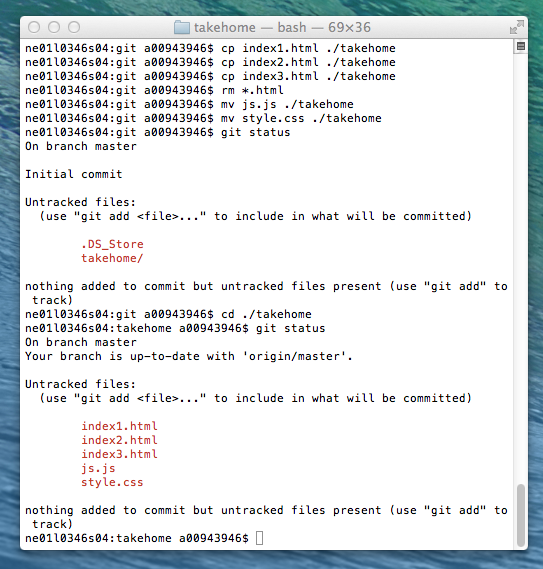 takehome — bash — 69×36
ne01l0346s04:git a00943946$ cp index1.html ./takehome
ne01l0346s04:git a00943946$ cp index2.html ./takehome
ne01l0346s04:git a00943946$ cp index3.html ./takehome
ne01l0346s04:git a00943946$ rm *.html
ne01l0346s04:git a00943946$ mv js.js ./takehome
ne01l0346s04:git a00943946$ mv style.css ./takehome
ne01l0346s04:git a00943946$ git status
On branch master
Initial commit
Untracked files:
  (use "git add <file>..." to include in what will be committed)
        .DS_Store
        takehome/
nothing added to commit but untracked files present (use "git add" to
 track)
ne01l0346s04:git a00943946$ cd ./takehome
ne01l0346s04:takehome a00943946$ git status
On branch master
Your branch is up-to-date with 'origin/master'.
Untracked files:
  (use "git add <file>..." to include in what will be committed)
        index1.html
        index2.html
        index3.html
        js.js
        style.css
nothing added to commit but untracked files present (use "git add" to
 track)
ne01l0346s04:takehome a00943946$